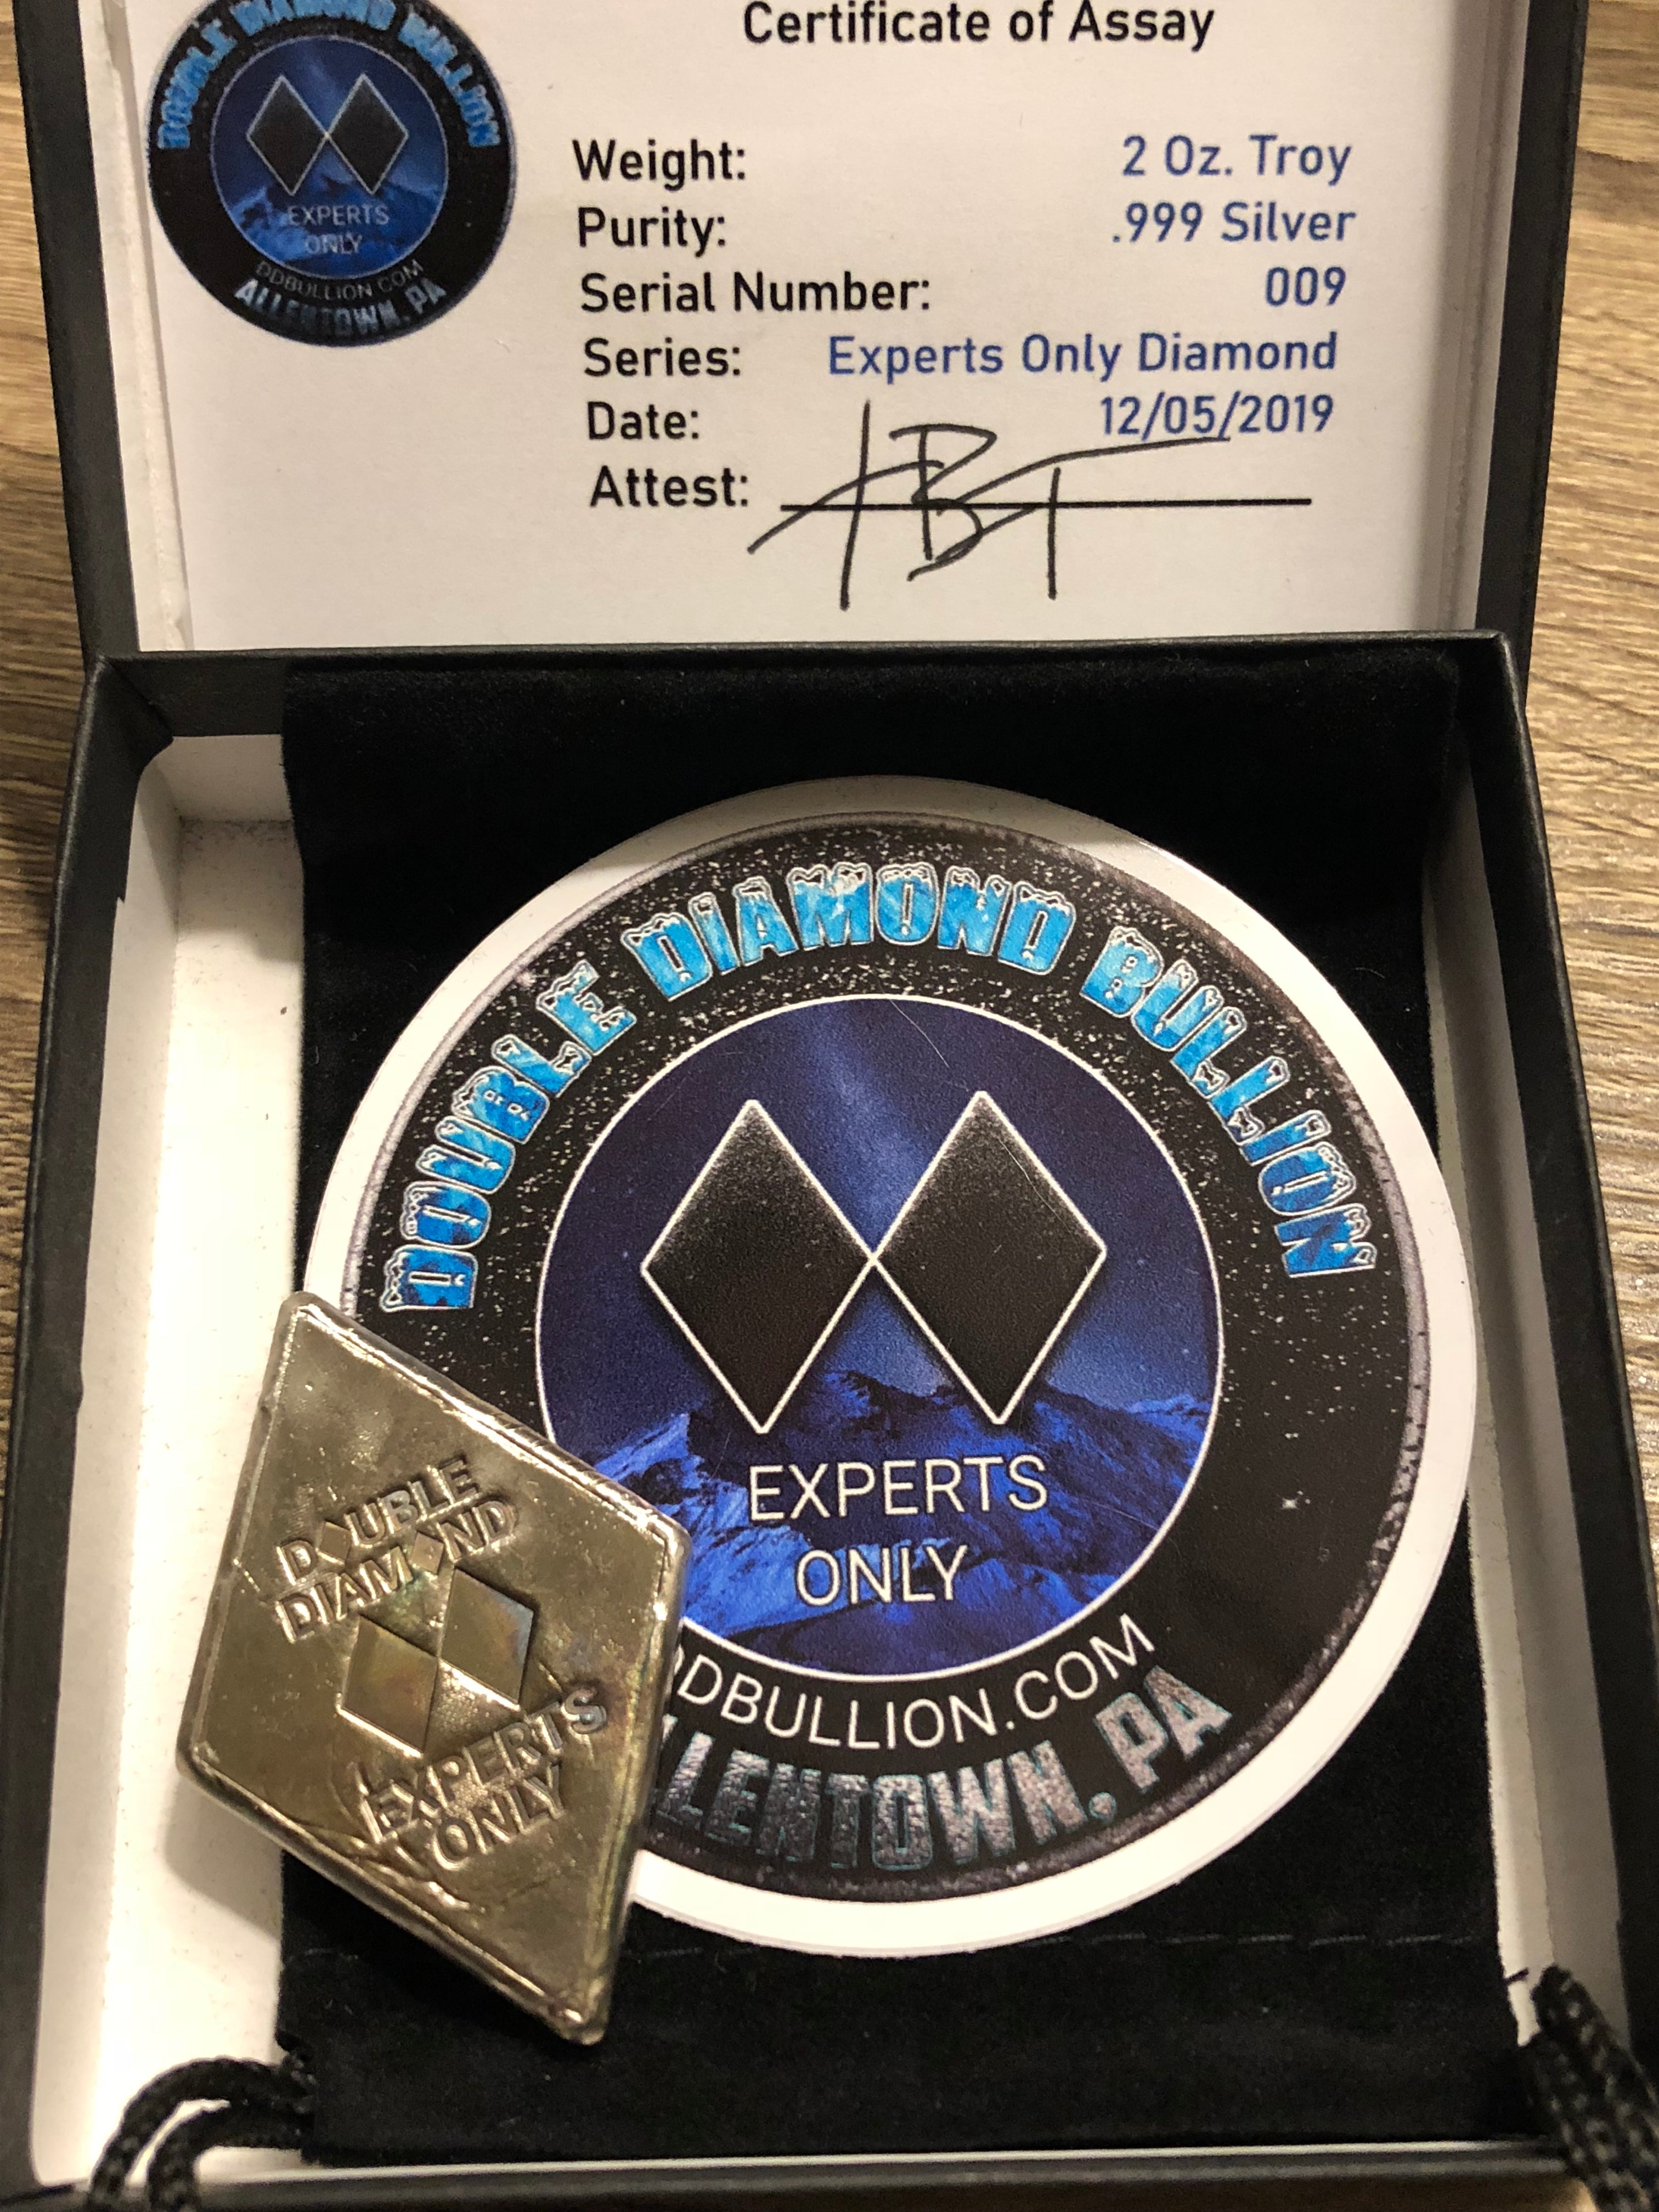 DOUBLE DIAMOND BULLION
EXPERTS
ONLY
DDBULLION.COM
ALLENTOWN, PA
Certificate of Assay
Weight: 2 Oz. Troy
Purity: .999 Silver
Serial Number: 009
Series: Experts Only Diamond
Date: 12/05/2019
Attest:
DOUBLE DIAMOND BULLION
EXPERTS
ONLY
DDBULLION.COM
ALLENTOWN, PA
DOUBLE
DIAMOND
EXPERTS
ONLY